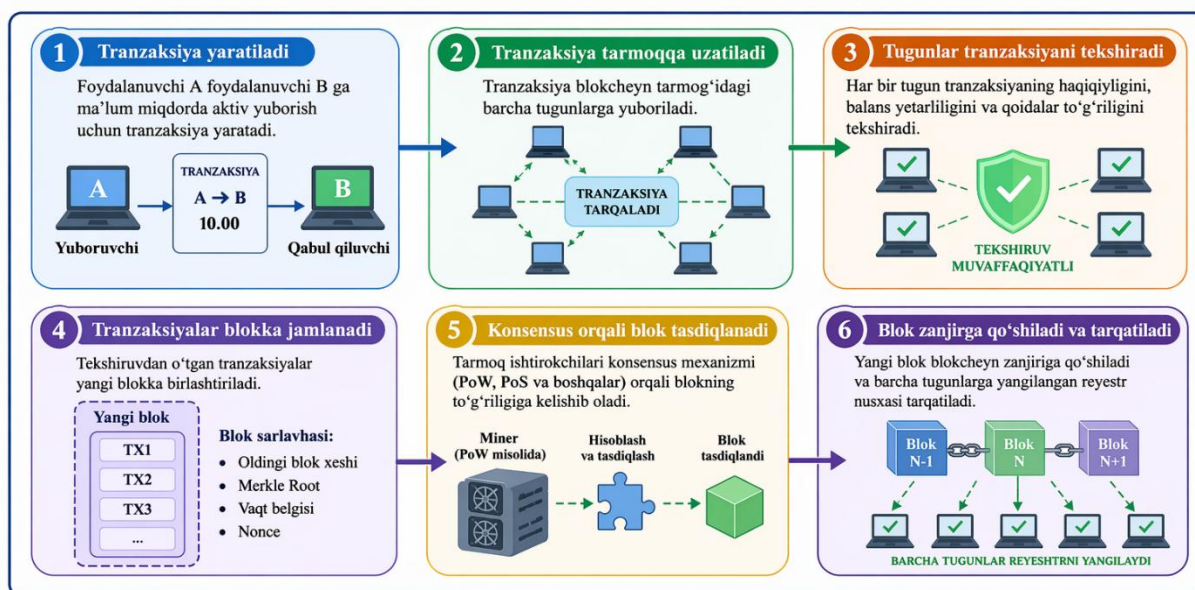 1 Tranzaksiya yaratiladi
Foydalanuvchi A foydalanuvchi B ga
ma'lum miqdorda aktiv yuborish
uchun tranzaksiya yaratadi.
A
TRANZAKSIYA
A → B
10.00
B
Yuboruvchi
Qabul qiluvchi
2 Tranzaksiya tarmoqqa uzatiladi
Tranzaksiya blokcheyn tarmog‘idagi
barcha tugunlarga yuboriladi.
TRANZAKSIYA
TARQALADI
3 Tugunlar tranzaksiyani tekshiradi
Har bir tugun tranzaksiyaning haqiqiyligini,
balans yetarliligini va qoidalar to‘g‘riligini
tekshiradi.
TEKSHIRUV
MUVAFFAQIYATLI
4 Tranzaksiyalar blokka jamlanadi
Tekshiruvdan o‘tgan tranzaksiyalar
yangi blokka birlashtiriladi.
Yangi blok
TX1
TX2
TX3
...
Blok sarlavhasi:
• Oldingi blok xeshi
• Merkle Root
• Vaqt belgisi
• Nonce
5 Konsensus orqali blok tasdiqlanadi
Tarmoq ishtirokchilari konsensus mexanizmi
(PoW, PoS va boshqalar) orqali blokning
to‘g‘riligiga kelishib oladi.
Miner
(PoW misolida)
Hisoblash
va tasdiqlash
Blok
tasdiqlandi
6 Blok zanjirga qo‘shiladi va tarqatiladi
Yangi blok blokcheyn zanjiriga qo‘shiladi
va barcha tugunlarga yangilangan reyestr
nusxasi tarqatiladi.
Blok
N-1
Blok
N
Blok
N+1
BARCHA TUGUNLAR REYESHTRNI YANGILAYDI